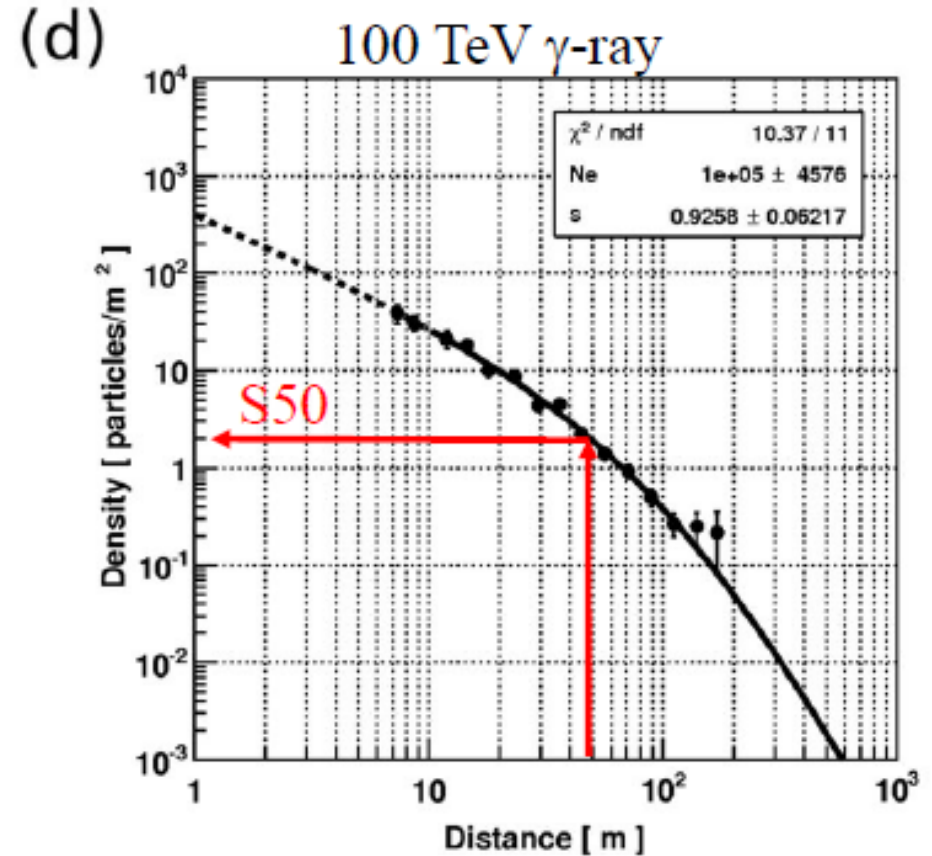 (d)
100 TeV γ-ray
χ² / ndf 10.37 / 11
Ne 1e+05 ± 4576
s 0.9258 ± 0.06217
10⁴
10³
10²
10
1
10⁻¹
10⁻²
10⁻³
Density [ particles/m² ]
S50
1
10
10²
10³
Distance [ m ]